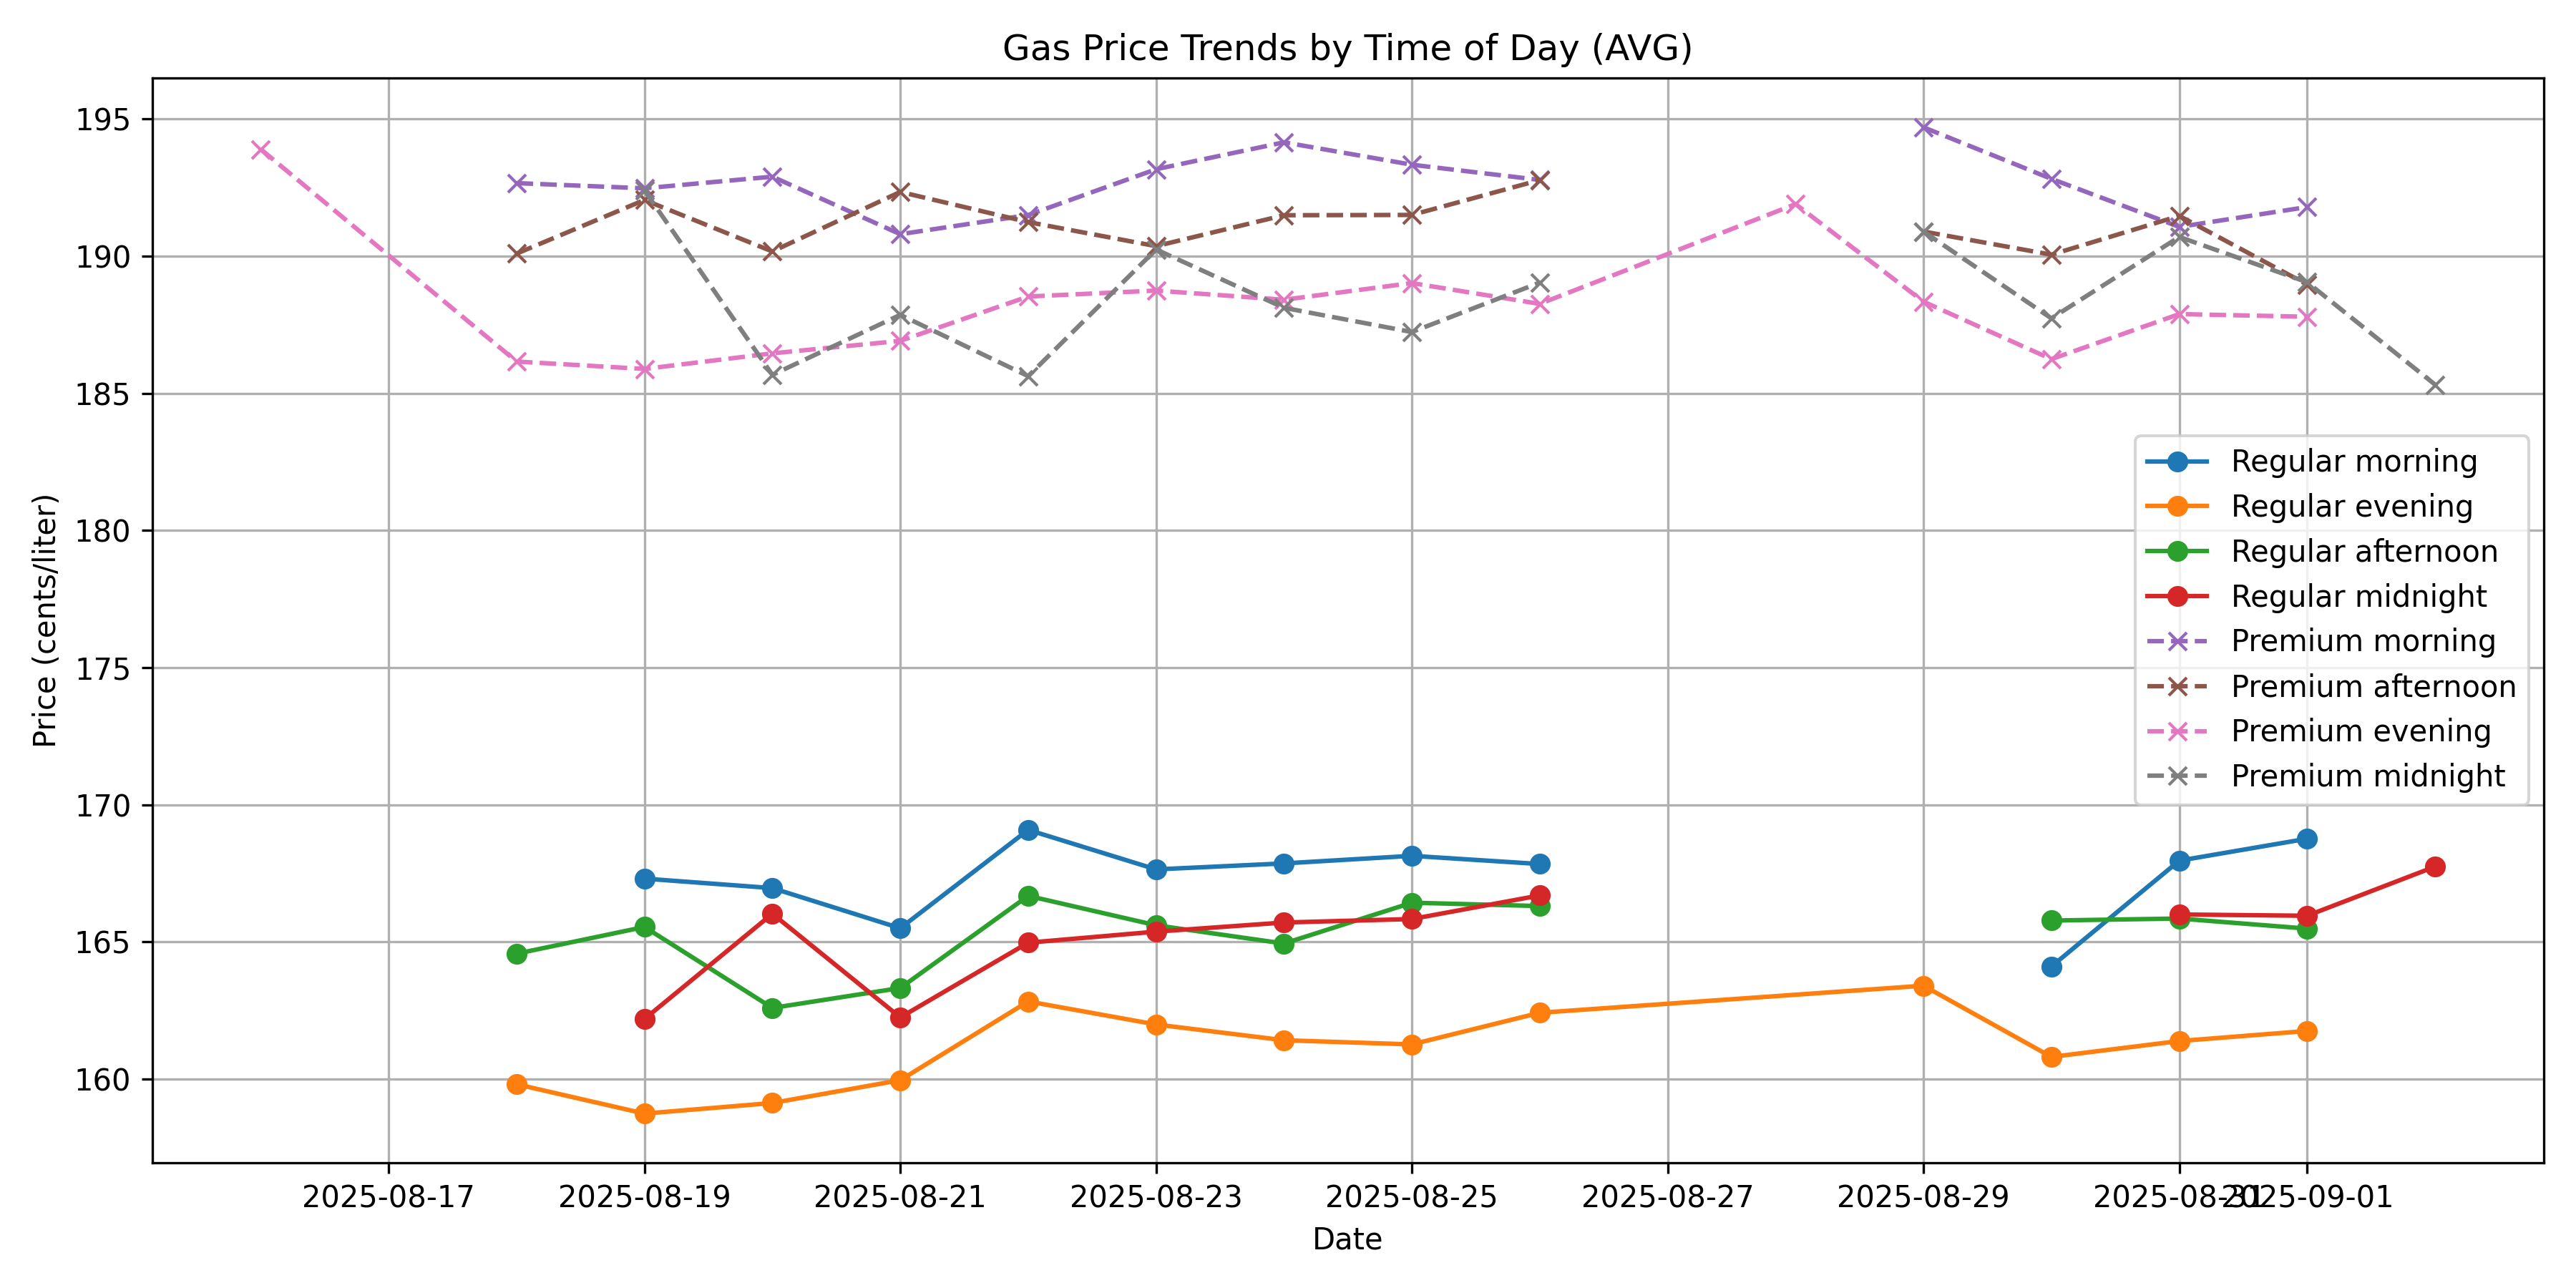 Gas Price Trends by Time of Day (AVG)
195
190
185
180
175
170
165
160
Price (cents/liter)
Regular morning
Regular evening
Regular afternoon
Regular midnight
Premium morning
Premium afternoon
Premium evening
Premium midnight
2025-08-17 2025-08-19 2025-08-21 2025-08-23 2025-08-25 2025-08-27 2025-08-29 2025-08-31 2025-09-01
Date